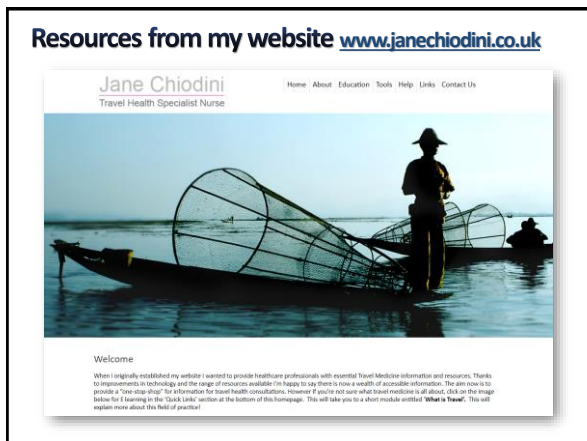 Resources from my website www.janechiodini.co.uk
Jane Chiodini
Travel Health Specialist Nurse
Home About Education Tools Help Links Contact Us
Welcome
When I originally established my website I wanted to provide healthcare professionals with essential Travel Medicine information and resources. Thanks
to improvements in technology and the range of resources available I'm happy to say there is now a wealth of accessible information. The aim now is to
provide a "one-stop-shop" for information for travel health consultations. However if you're not sure what travel medicine is all about, click on the image
below for E learning in the 'Quick Links' section at the bottom of this homepage. This will take you to a short module entitled 'What is Travel'. This will
explain more about this field of practice!